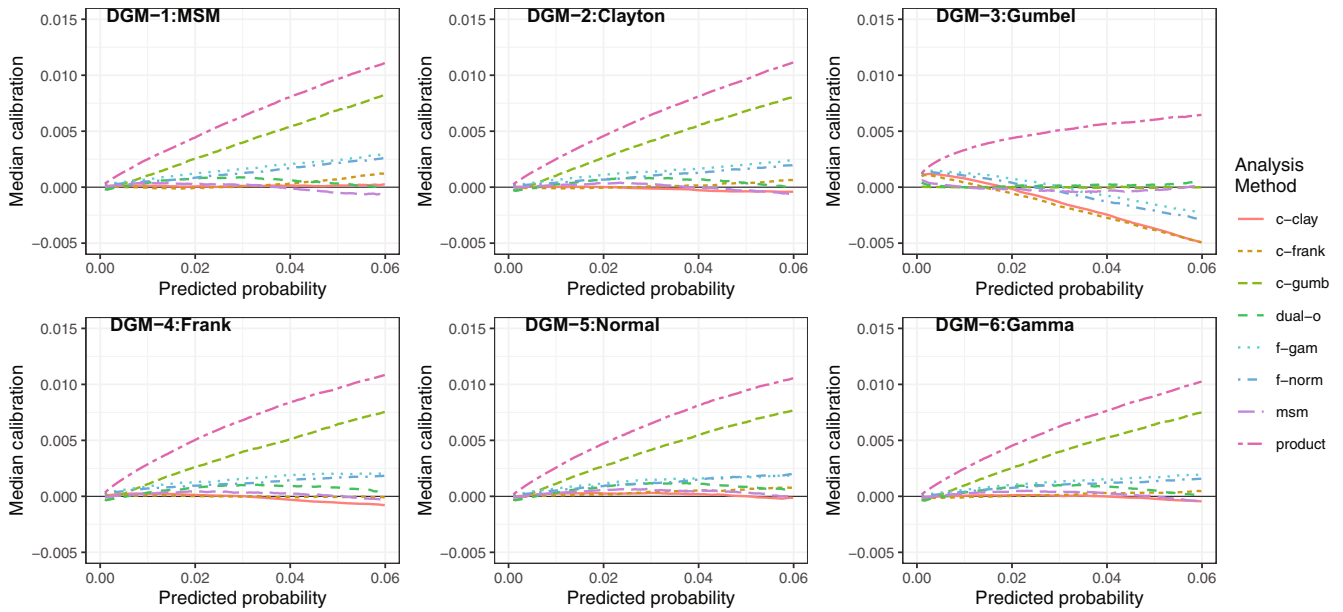 DGM−1:MSM
DGM−2:Clayton
DGM−3:Gumbel
0.015
0.010
0.005
0.000
−0.005
Median calibration
0.00 0.02 0.04 0.06
Predicted probability
0.015
0.010
0.005
0.000
−0.005
Median calibration
0.00 0.02 0.04 0.06
Predicted probability
0.015
0.010
0.005
0.000
−0.005
Median calibration
0.00 0.02 0.04 0.06
Predicted probability
DGM−4:Frank
DGM−5:Normal
DGM−6:Gamma
0.015
0.010
0.005
0.000
−0.005
Median calibration
0.00 0.02 0.04 0.06
Predicted probability
0.015
0.010
0.005
0.000
−0.005
Median calibration
0.00 0.02 0.04 0.06
Predicted probability
0.015
0.010
0.005
0.000
−0.005
Median calibration
0.00 0.02 0.04 0.06
Predicted probability
Analysis
Method
c−clay
c−frank
c−gumb
dual−o
f−gam
f−norm
msm
product